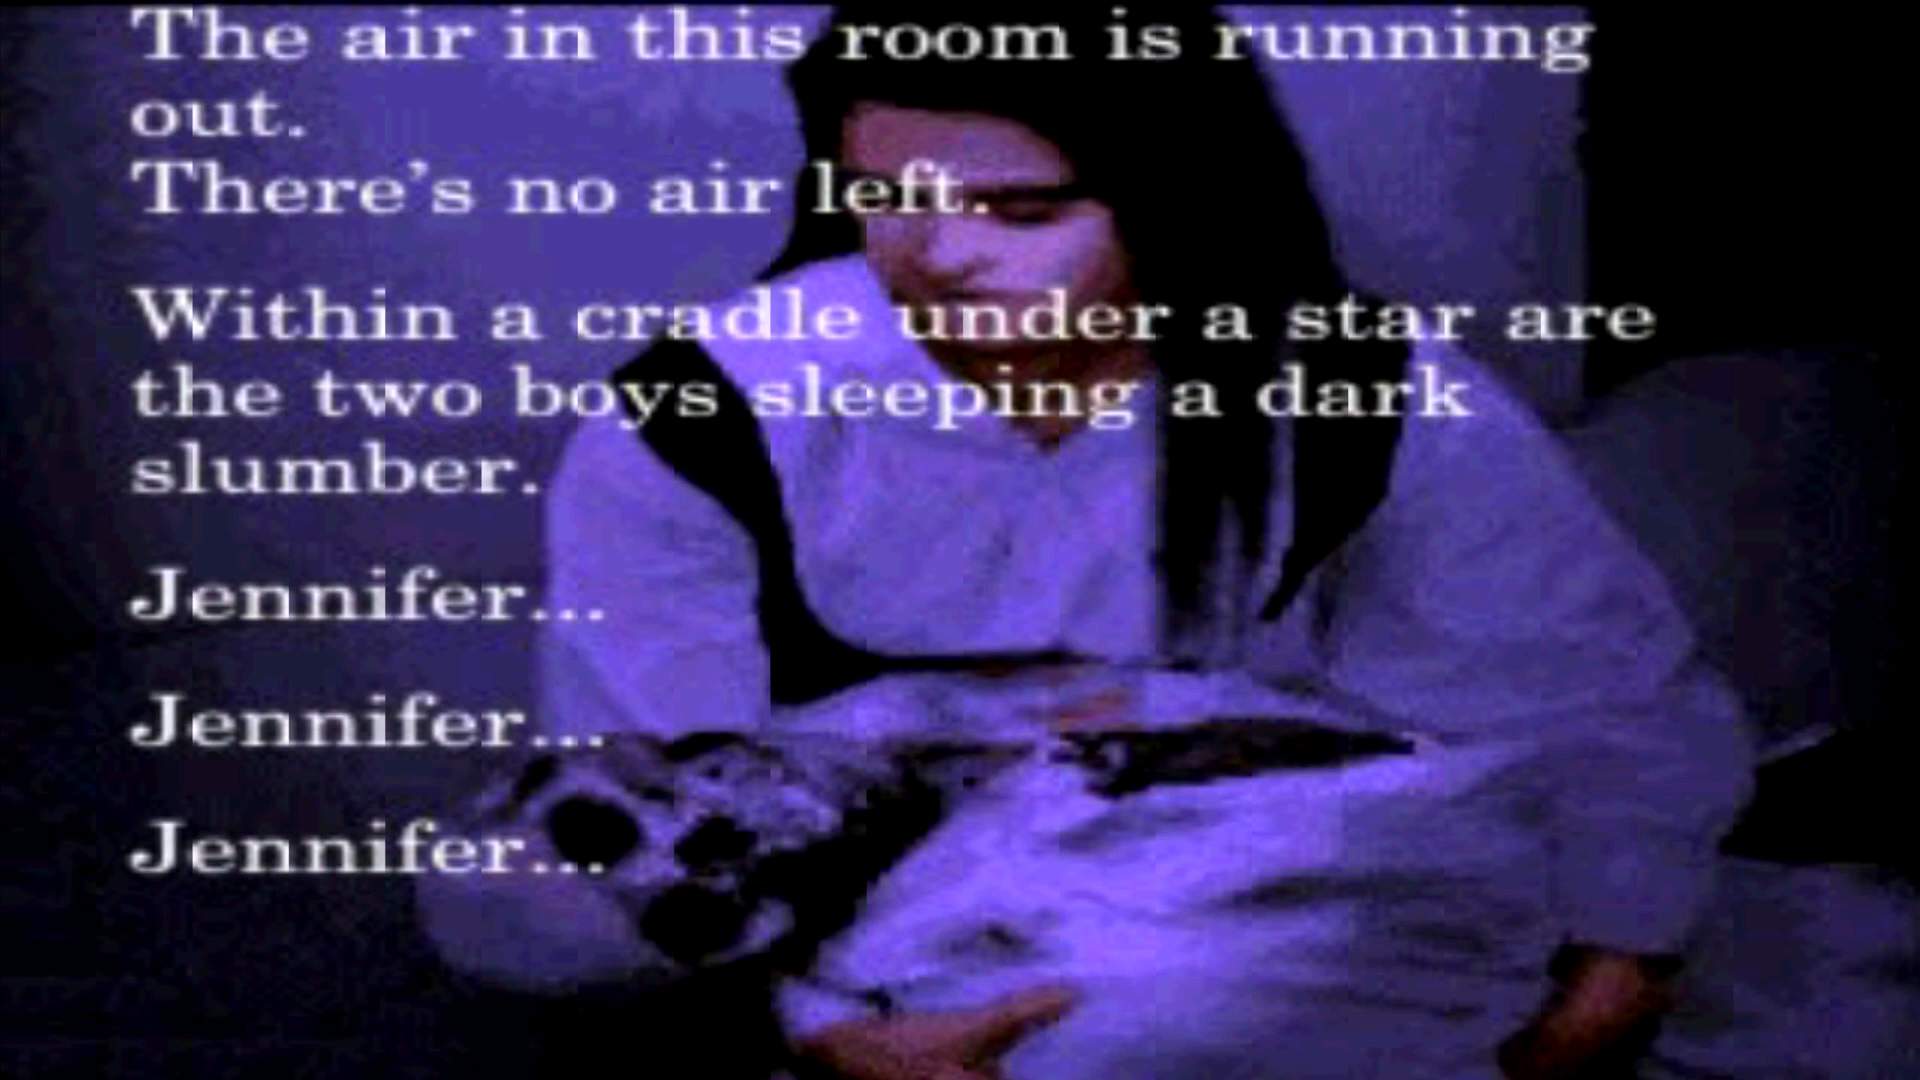 The air in this room is running
out.
There's no air left.
Within a cradle under a star are
the two boys sleeping a dark
slumber.
Jennifer...
Jennifer...
Jennifer...